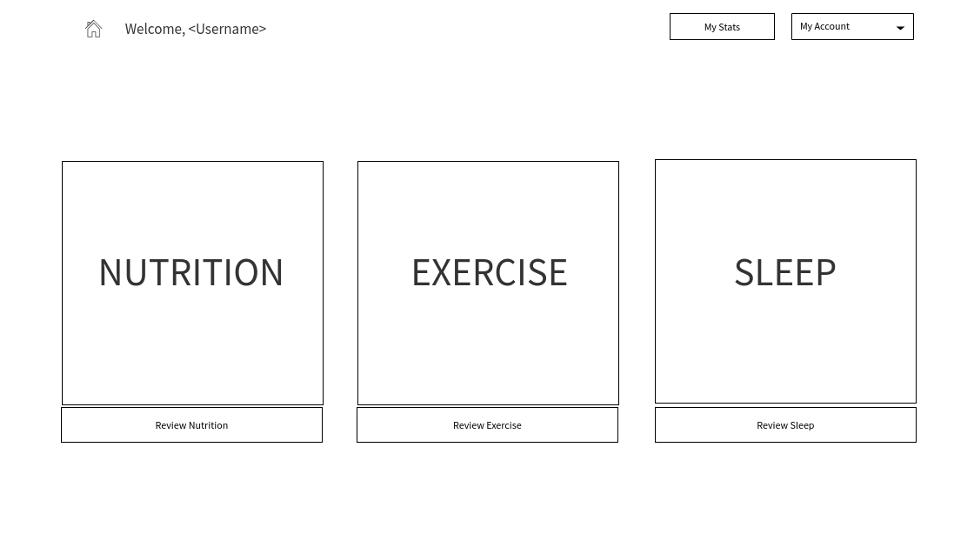 Welcome, <Username>
My Stats
My Account
NUTRITION
EXERCISE
SLEEP
Review Nutrition
Review Exercise
Review Sleep